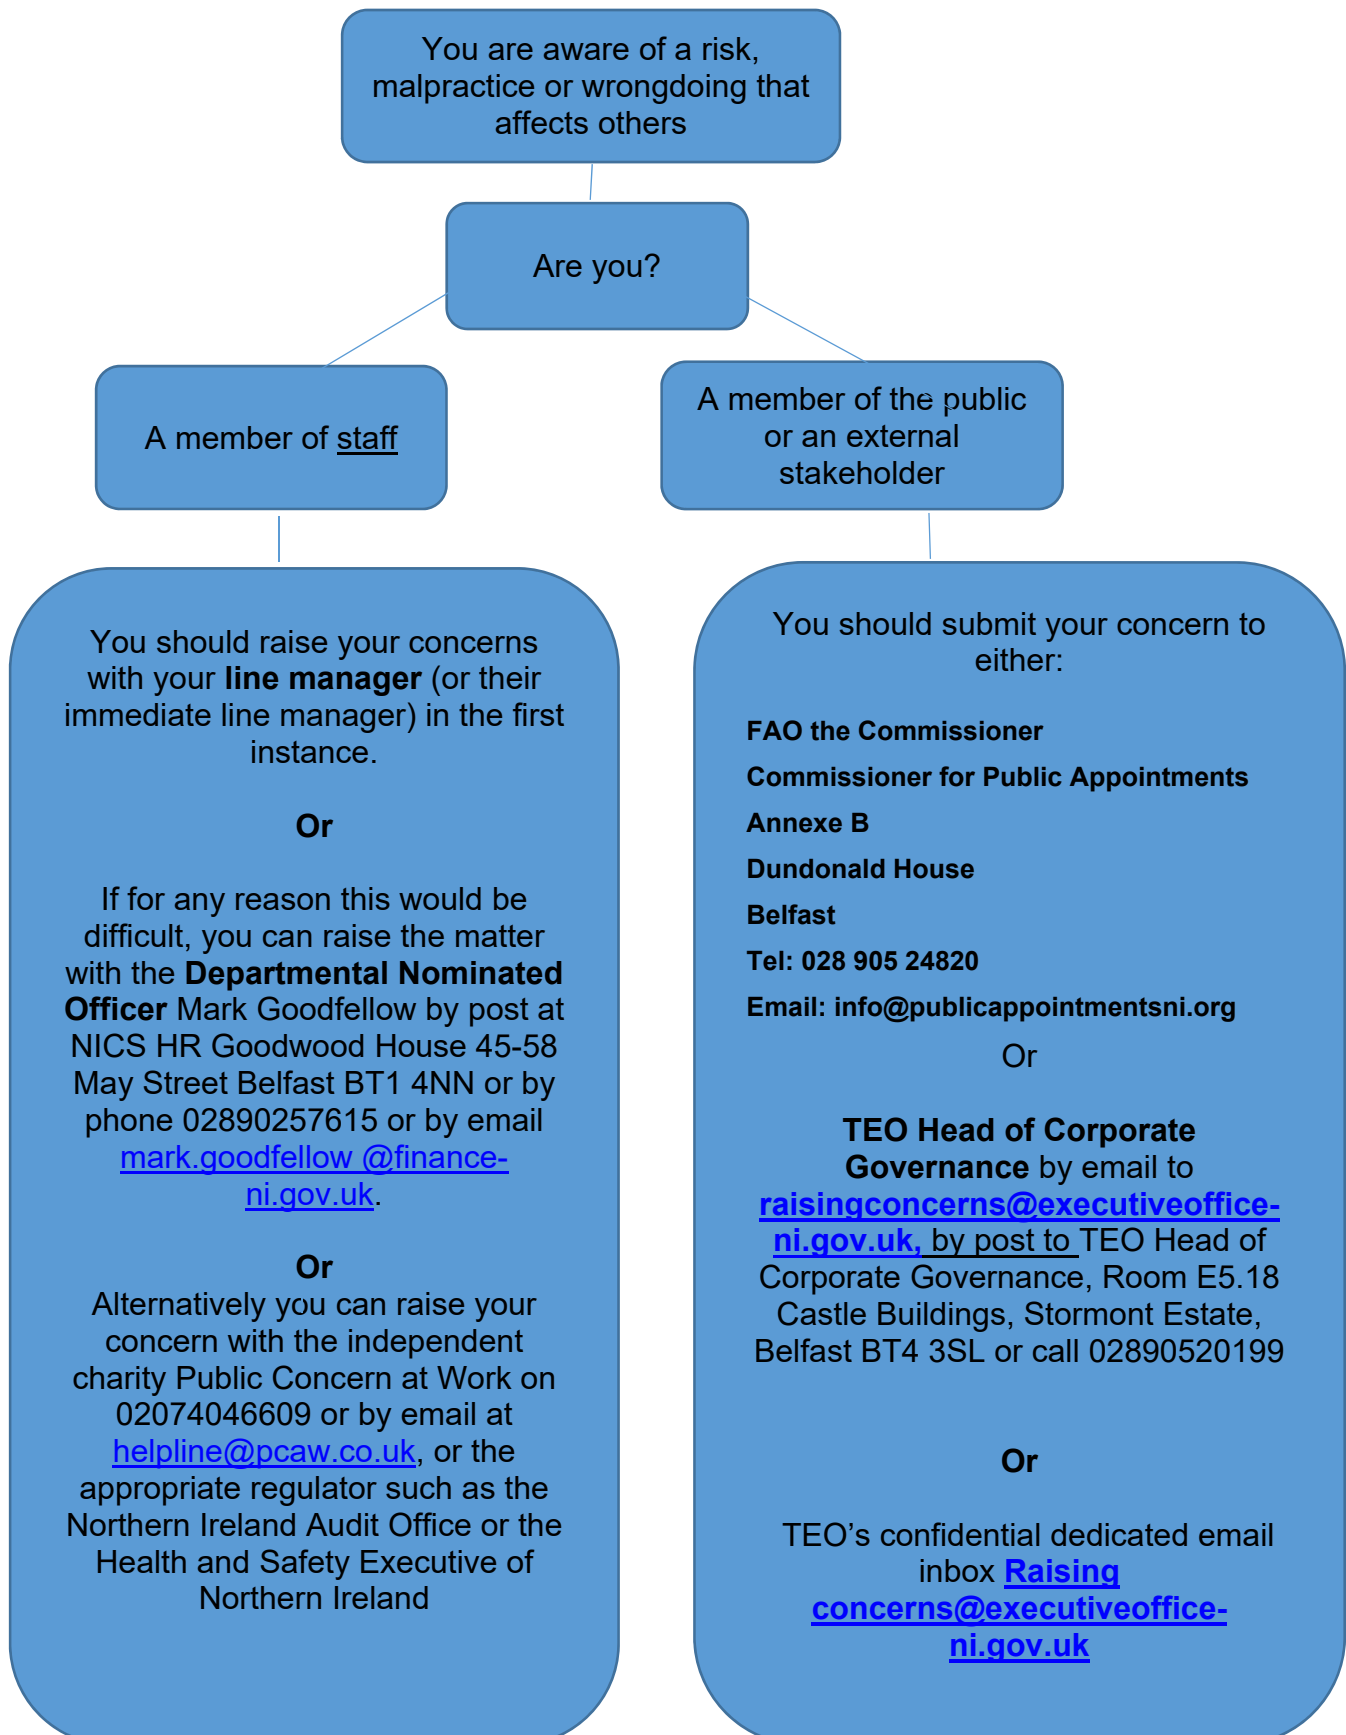 You are aware of a risk,
malpractice or wrongdoing that
affects others
Are you?
A member of staff
A member of the public
or an external
stakeholder
You should raise your concerns
with your line manager (or their
immediate line manager) in the first
instance.
Or
If for any reason this would be
difficult, you can raise the matter
with the Departmental Nominated
Officer Mark Goodfellow by post at
NICS HR Goodwood House 45-58
May Street Belfast BT1 4NN or by
phone 02890257615 or by email
mark.goodfellow @finance-
ni.gov.uk.
Or
Alternatively you can raise your
concern with the independent
charity Public Concern at Work on
02074046609 or by email at
helpline@pcaw.co.uk, or the
appropriate regulator such as the
Northern Ireland Audit Office or the
Health and Safety Executive of
Northern Ireland
You should submit your concern to
either:
FAO the Commissioner
Commissioner for Public Appointments
Annexe B
Dundonald House
Belfast
Tel: 028 905 24820
Email: info@publicappointmentsni.org
Or
TEO Head of Corporate
Governance by email to
raisingconcerns@executiveoffice-
ni.gov.uk, by post to TEO Head of
Corporate Governance, Room E5.18
Castle Buildings, Stormont Estate,
Belfast BT4 3SL or call 02890520199
Or
TEO’s confidential dedicated email
inbox Raising
concerns@executiveoffice-
ni.gov.uk